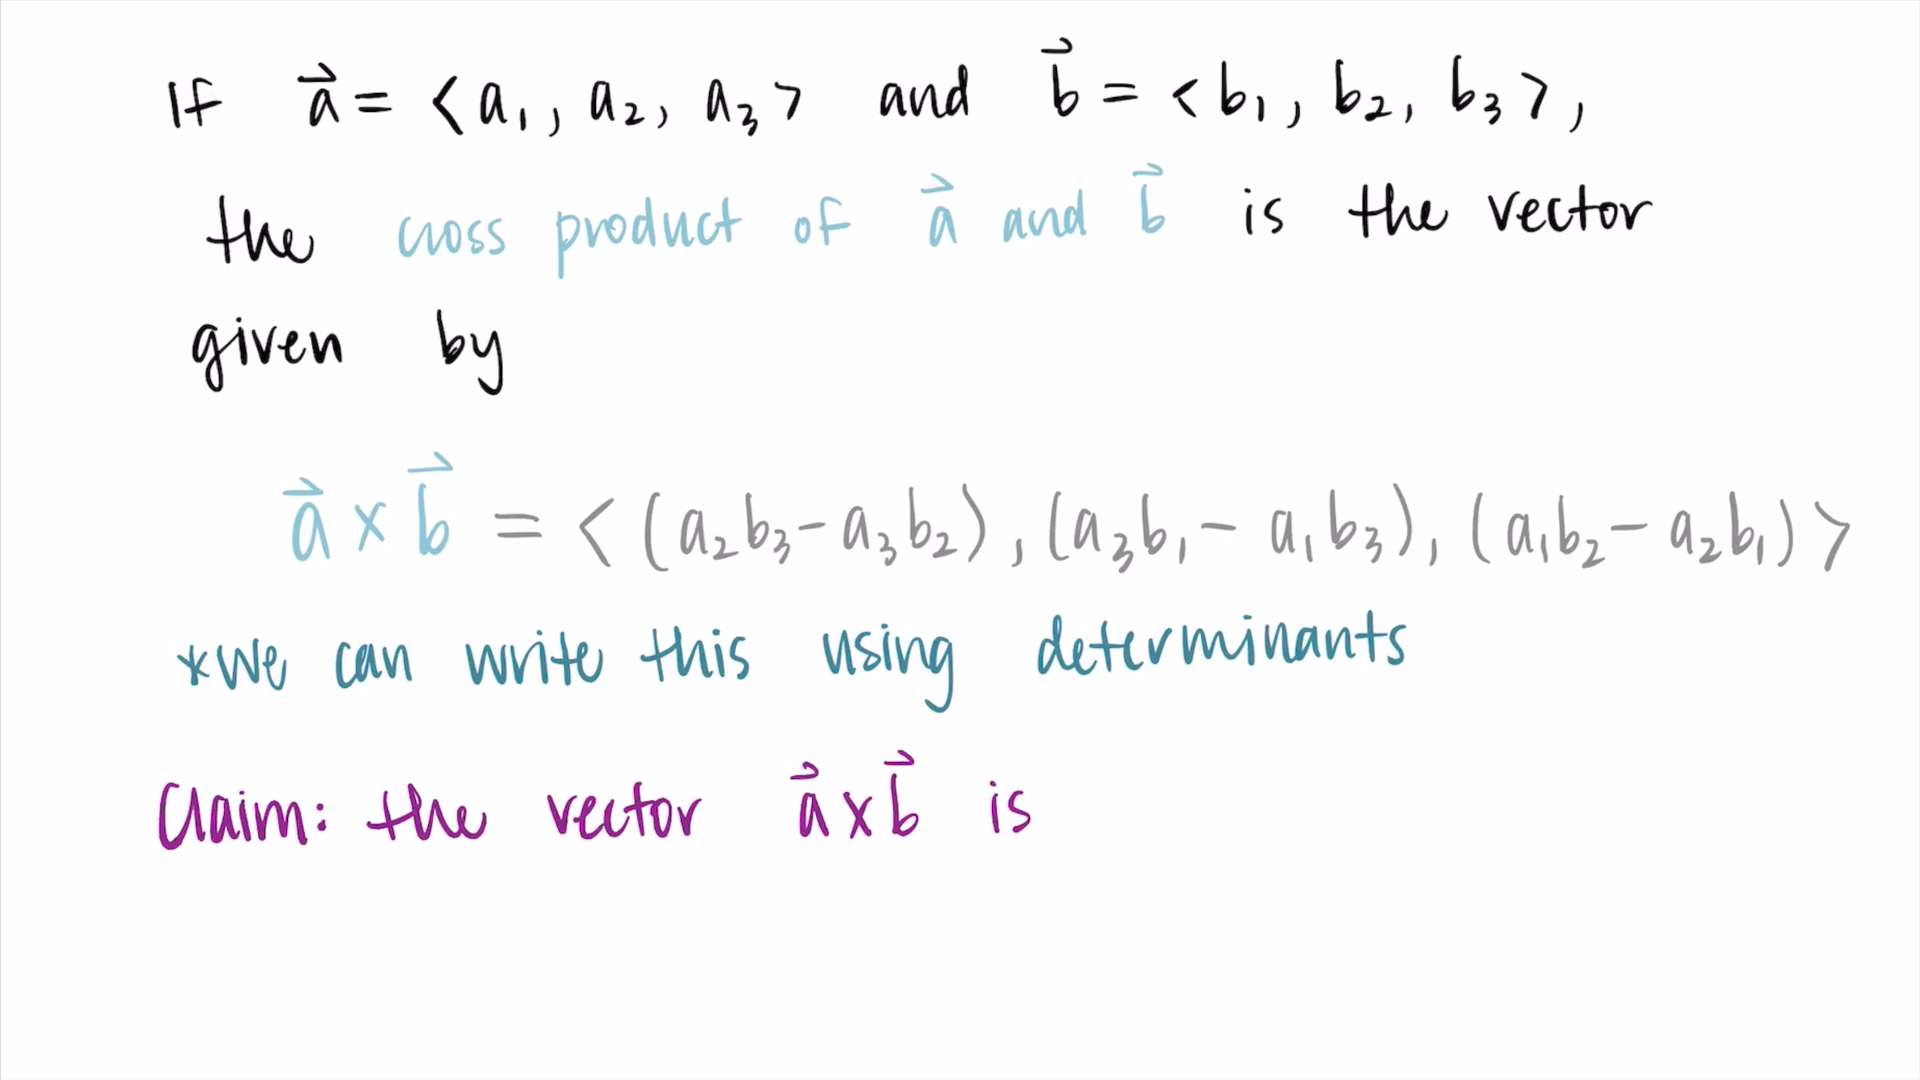 If a⃗ = <a₁, a₂, a₃> and b⃗ = <b₁, b₂, b₃>,
the cross product of a⃗ and b⃗ is the vector
given by
a⃗ x b⃗ = <(a₂b₃ - a₃b₂), (a₃b₁ - a₁b₃), (a₁b₂ - a₂b₁)>
*We can write this using determinants
Claim: the vector a⃗ x b⃗ is